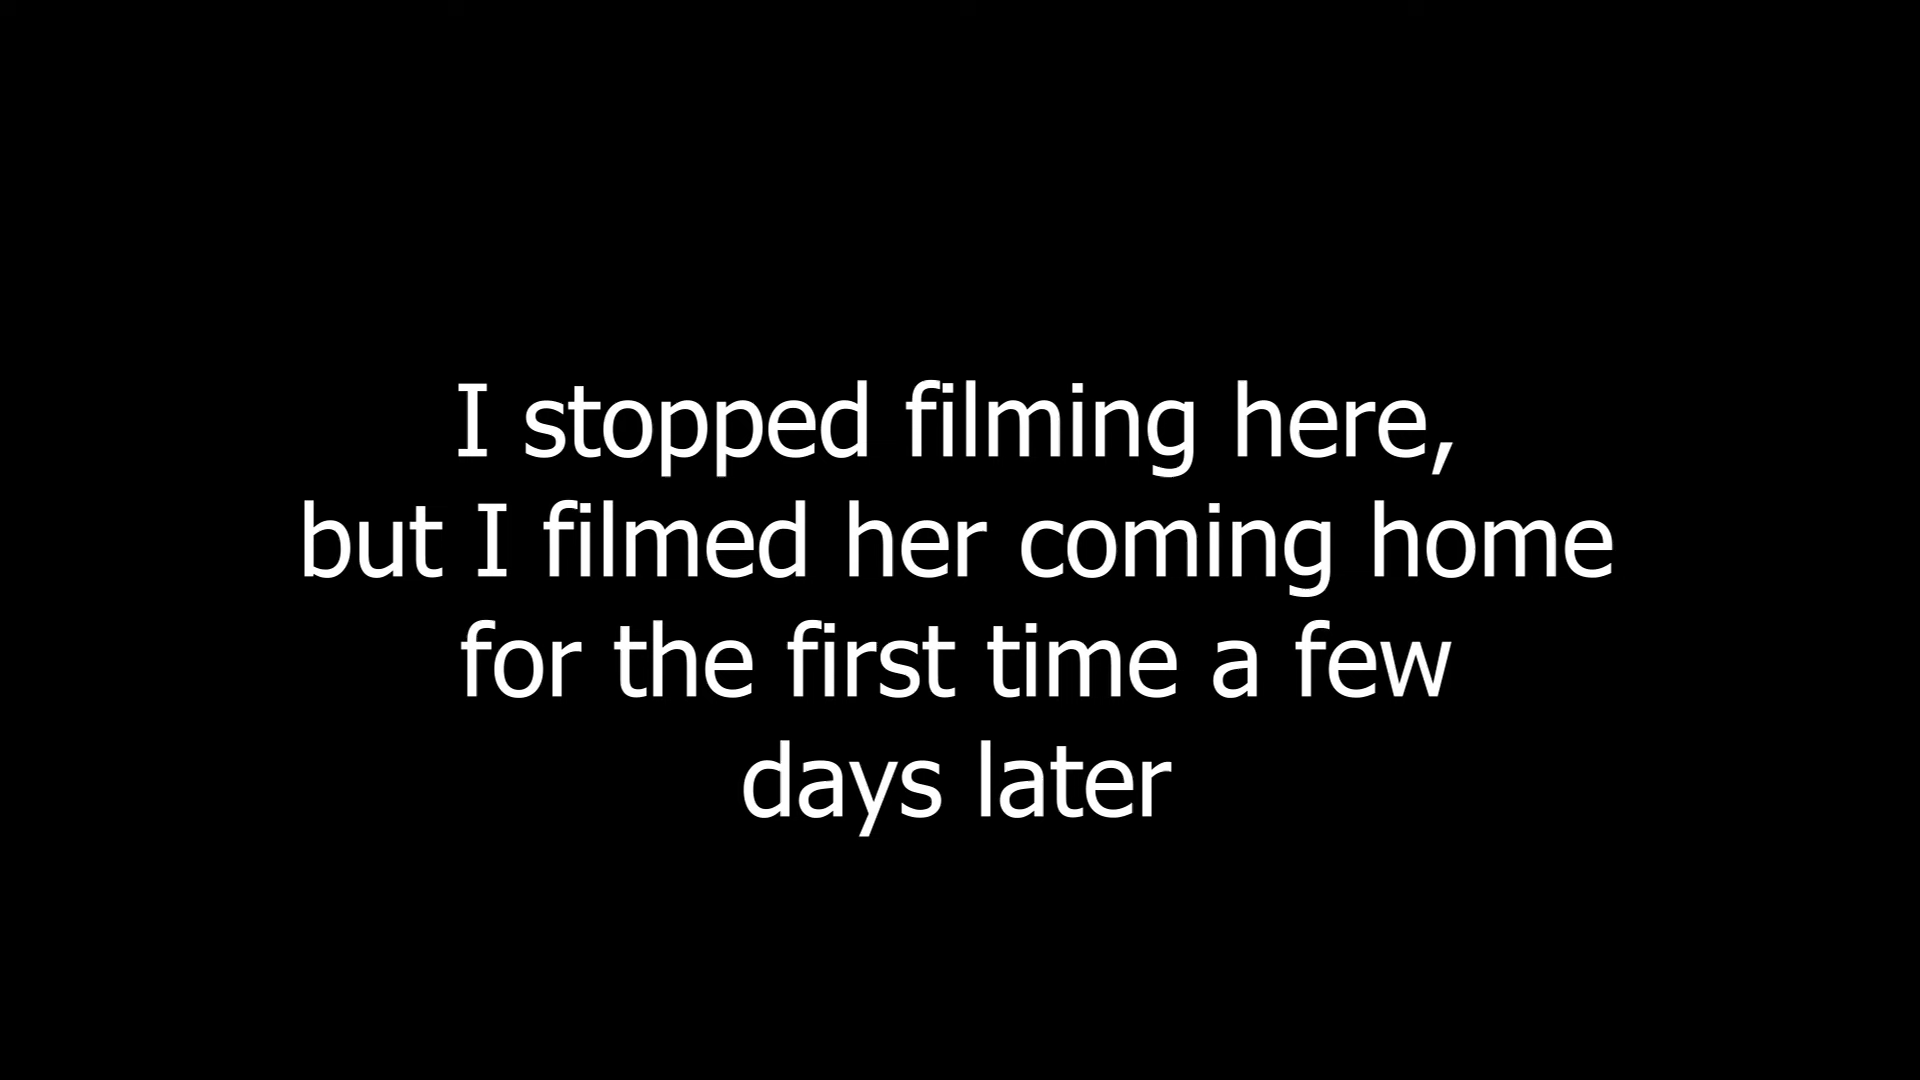 I stopped filming here,
but I filmed her coming home
for the first time a few
days later